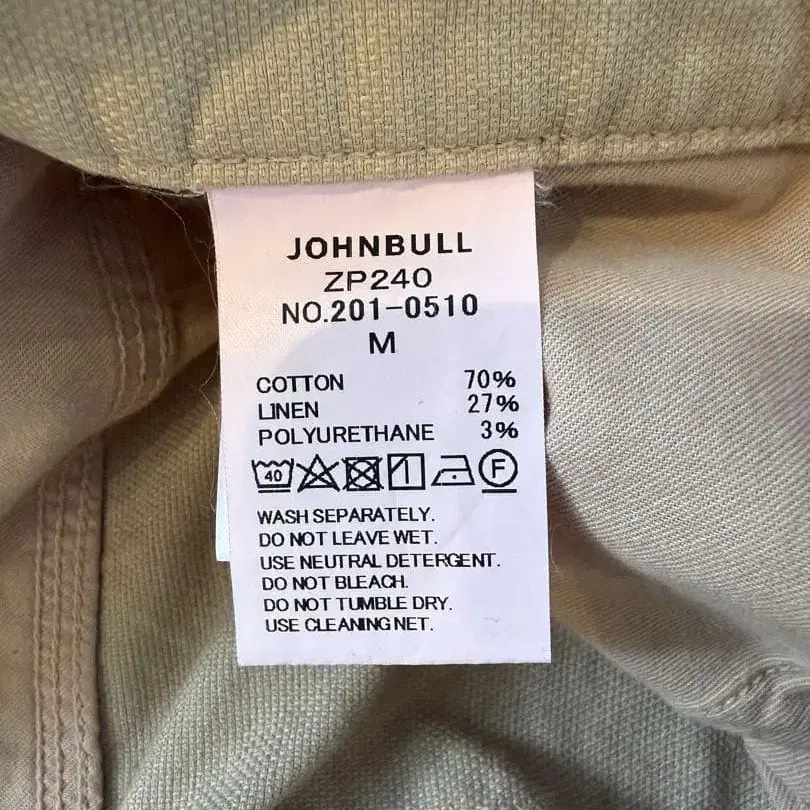 JOHNBULL
ZP240
NO.201-0510
M
COTTON 70%
LINEN 27%
POLYURETHANE 3%
40 F
WASH SEPARATELY.
DO NOT LEAVE WET.
USE NEUTRAL DETERGENT.
DO NOT BLEACH.
DO NOT TUMBLE DRY.
USE CLEANING NET.